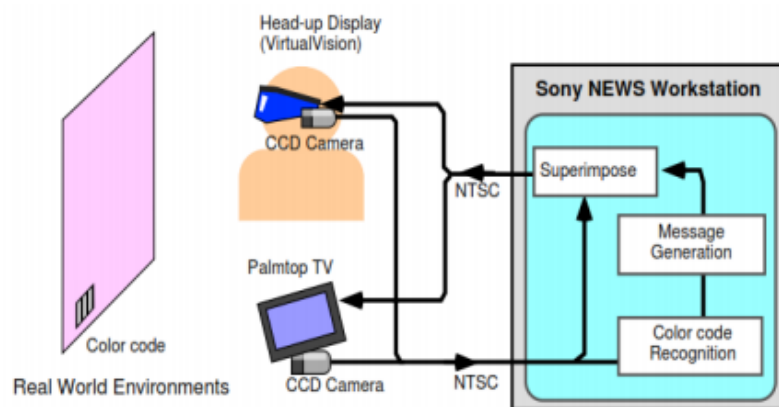 Head-up Display
(VirtualVision)
CCD Camera
Sony NEWS Workstation
Superimpose
NTSC
Message
Generation
Palmtop TV
Color code
Recognition
Color code
CCD Camera
NTSC
Real World Environments